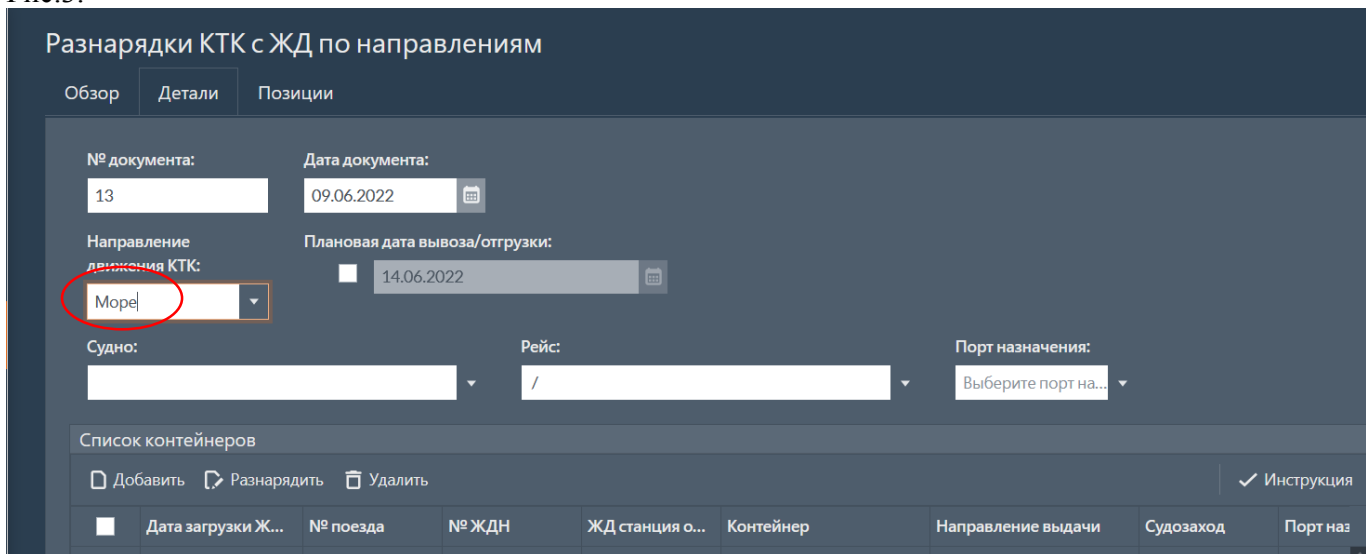 Разнарядки КТК с ЖД по направлениям
Обзор Детали Позиции
№ документа: Дата документа:
13 09.06.2022
Направление Плановая дата вывоза/отгрузки:
движения КТК:
14.06.2022
Море
Судно: Рейс: Порт назначения:
/ Выберите порт на...
Список контейнеров
Добавить Разнарядить Удалить Инструкция
Дата загрузки Ж... № поезда № ЖДН ЖД станция о... Контейнер Направление выдачи Судозаход Порт наз